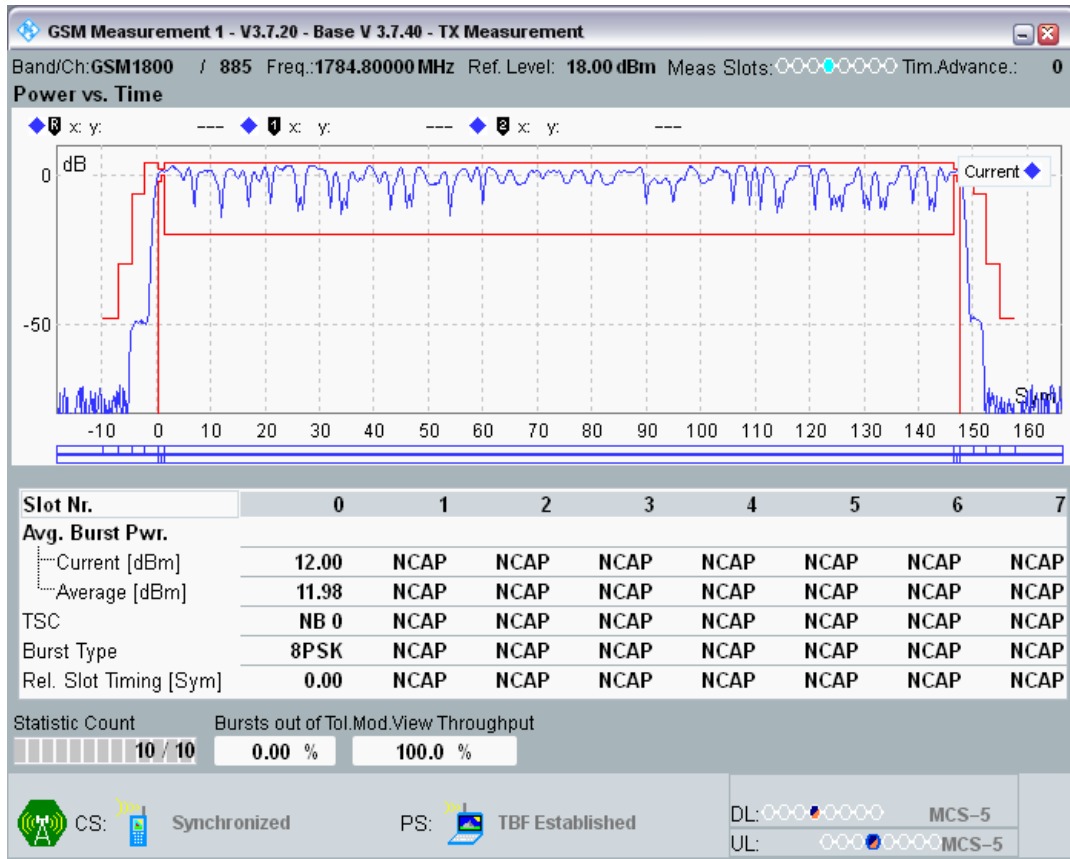 GSM Measurement 1 - V3.7.20 - Base V 3.7.40 - TX Measurement
Band/Ch:GSM1800 / 885 Freq.:1784.80000 MHz Ref. Level: 18.00 dBm Meas Slots: Tim.Advance.: 0
Power vs. Time
R x: y: --- 1 x: y: --- 2 x: y: ---
dB
Current
0
-50
Sym
-10 0 10 20 30 40 50 60 70 80 90 100 110 120 130 140 150 160
Slot Nr. 0 1 2 3 4 5 6 7
Avg. Burst Pwr.
Current [dBm] 12.00 NCAP NCAP NCAP NCAP NCAP NCAP NCAP
Average [dBm] 11.98 NCAP NCAP NCAP NCAP NCAP NCAP NCAP
TSC NB 0 NCAP NCAP NCAP NCAP NCAP NCAP NCAP
Burst Type 8PSK NCAP NCAP NCAP NCAP NCAP NCAP NCAP
Rel. Slot Timing [Sym] 0.00 NCAP NCAP NCAP NCAP NCAP NCAP NCAP
Statistic Count Bursts out of Tol.Mod.View Throughput
10 / 10 0.00 % 100.0 %
CS: Synchronized PS: TBF Established
DL: MCS-5
UL: MCS-5